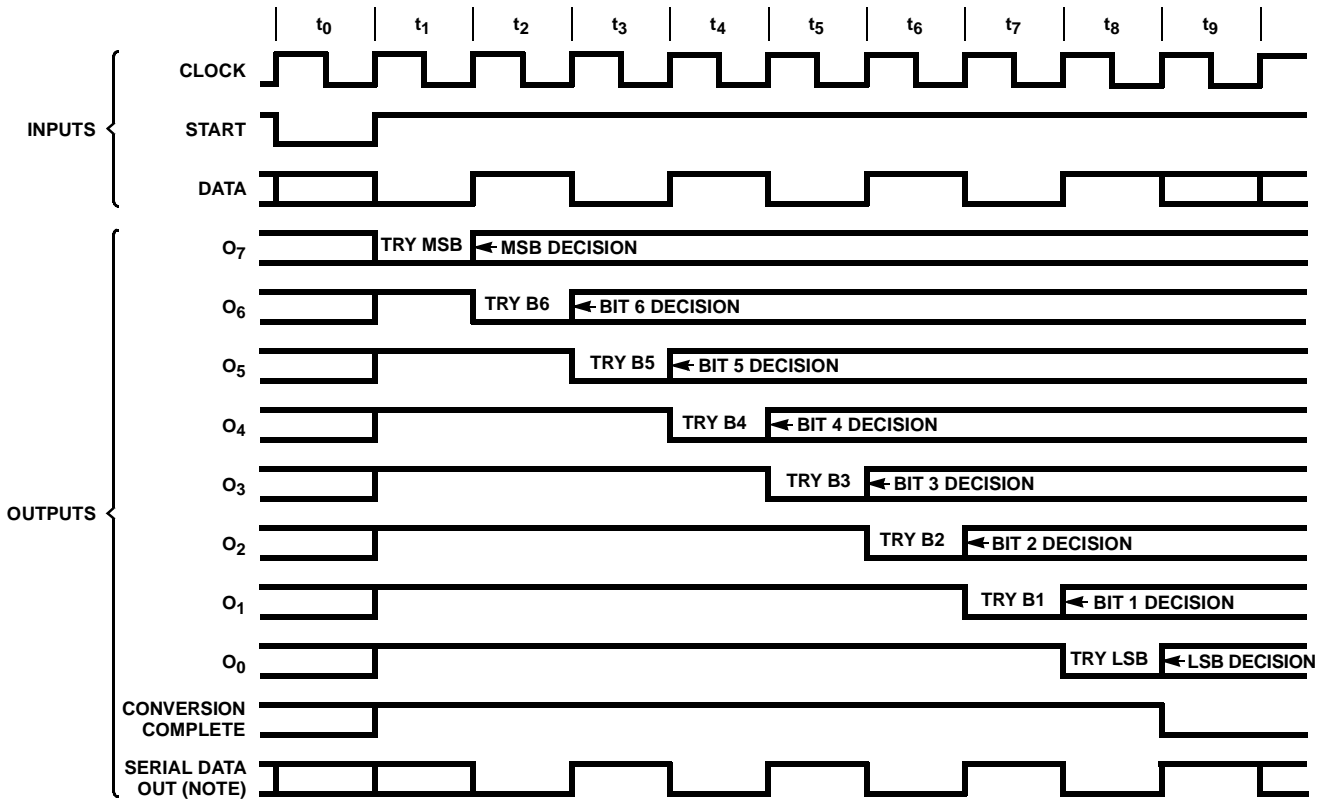 t0 t1 t2 t3 t4 t5 t6 t7 t8 t9
CLOCK
INPUTS START
DATA
O7 TRY MSB MSB DECISION
O6 TRY B6 BIT 6 DECISION
O5 TRY B5 BIT 5 DECISION
O4 TRY B4 BIT 4 DECISION
O3 TRY B3 BIT 3 DECISION
OUTPUTS
O2 TRY B2 BIT 2 DECISION
O1 TRY B1 BIT 1 DECISION
O0 TRY LSB LSB DECISION
CONVERSION
COMPLETE
SERIAL DATA
OUT (NOTE)